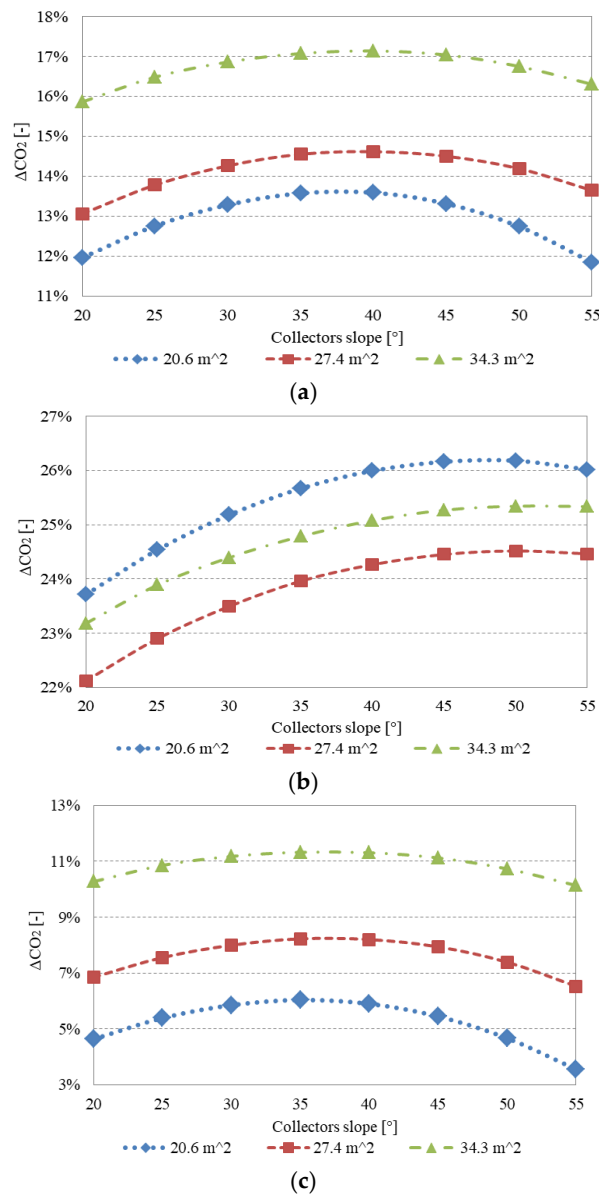 18%
17%
16%
15%
14%
13%
12%
11%
ΔCO2 [-]
20 25 30 35 40 45 50 55
Collectors slope [°]
20.6 m^2 27.4 m^2 34.3 m^2
(a)
27%
26%
25%
24%
23%
22%
ΔCO2 [-]
20 25 30 35 40 45 50 55
Collectors slope [°]
20.6 m^2 27.4 m^2 34.3 m^2
(b)
13%
11%
9%
7%
5%
3%
ΔCO2 [-]
20 25 30 35 40 45 50 55
Collectors slope [°]
20.6 m^2 27.4 m^2 34.3 m^2
(c)